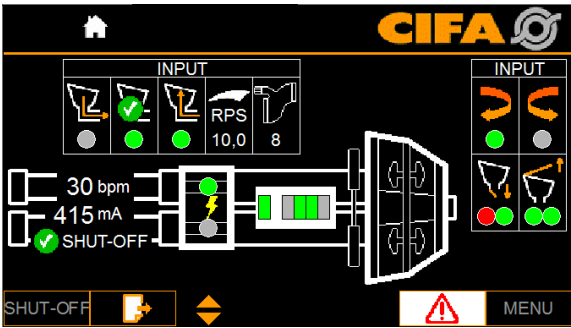 CIFA
INPUT
RPS
10,0
8
INPUT
30 bpm
415 mA
SHUT-OFF
SHUT-OFF
MENU